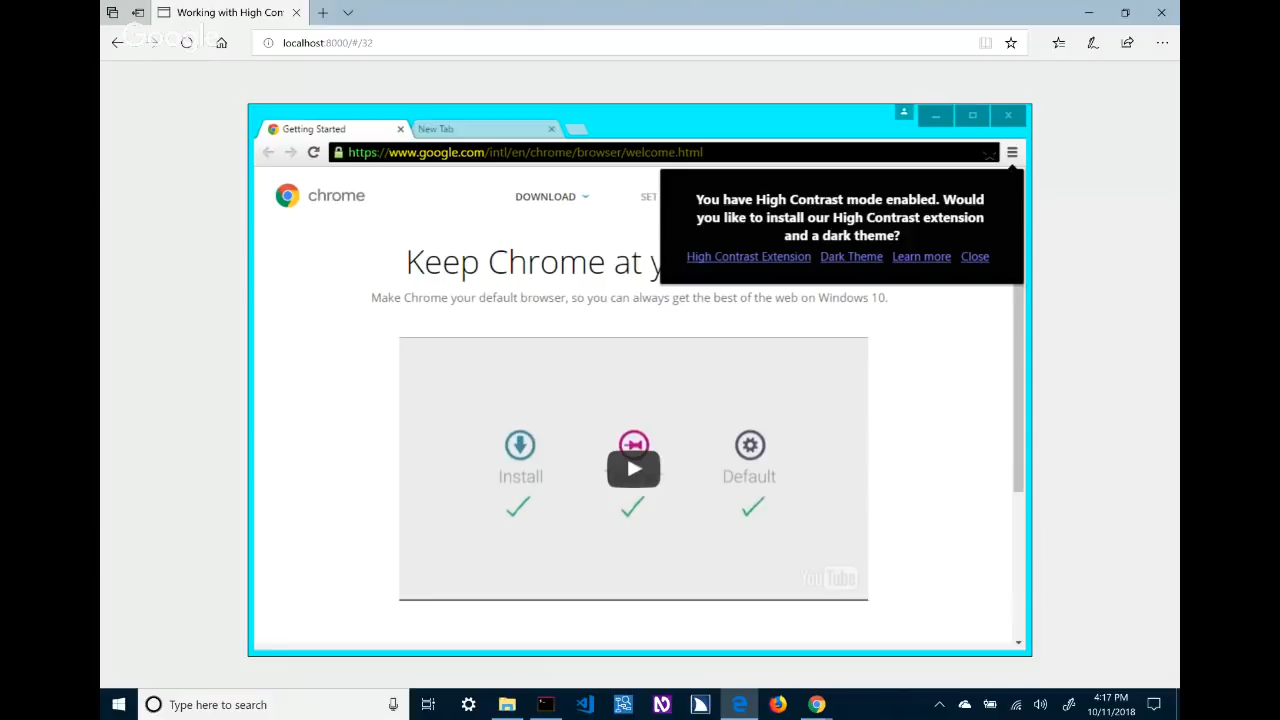 Working with High Con
Google
localhost:8000/#/32
Getting Started
New Tab
https://www.google.com/intl/en/chrome/browser/welcome.html
chrome
DOWNLOAD
SET
You have High Contrast mode enabled. Would
you like to install our High Contrast extension
and a dark theme?
High Contrast Extension Dark Theme Learn more Close
Keep Chrome at y
Make Chrome your default browser, so you can always get the best of the web on Windows 10.
Install
Default
YouTube
Type here to search
4:17 PM
10/11/2018